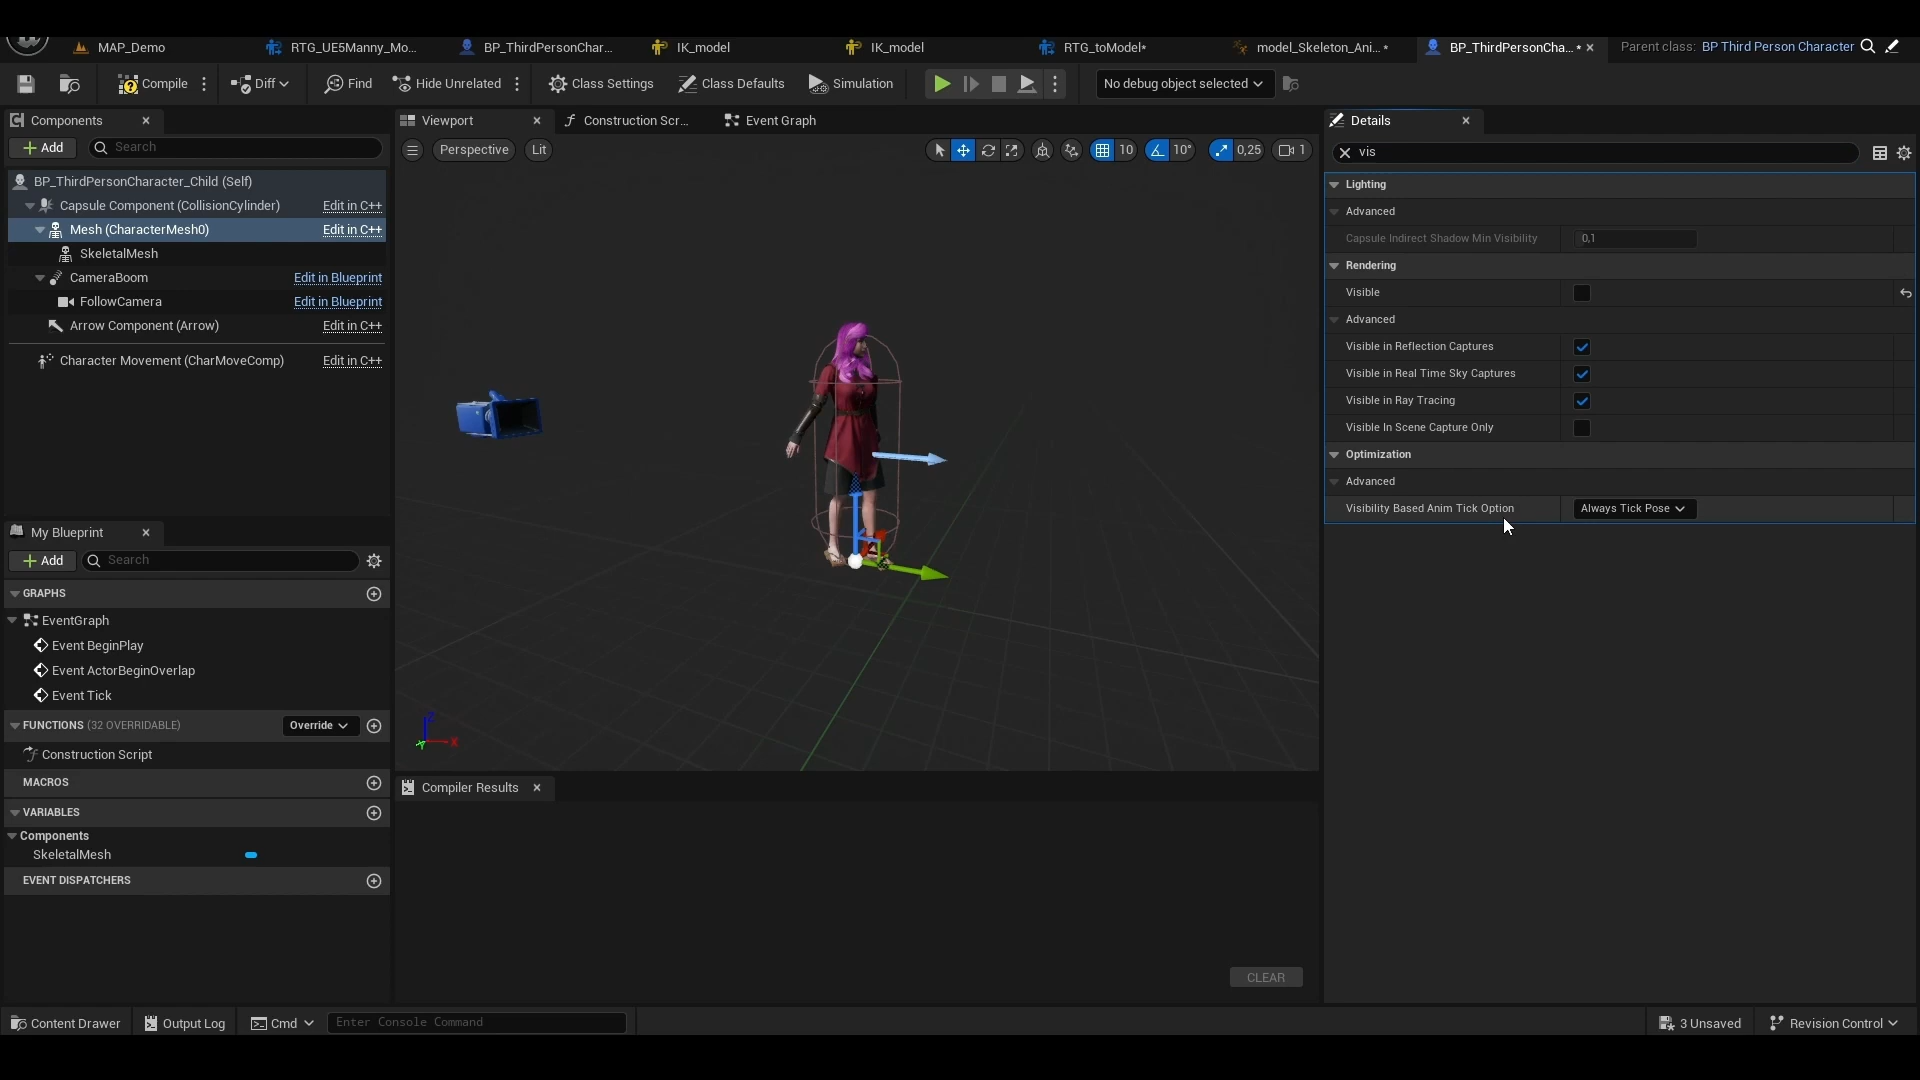 MAP_Demo
RTG_UE5Manny_Mo...
BP_ThirdPersonChar...
IK_model
IK_model
RTG_toModel*
model_Skeleton_Ani... *
BP_ThirdPersonCha... *
Parent class: BP Third Person Character
Compile
Diff
Find
Hide Unrelated
Class Settings
Class Defaults
Simulation
No debug object selected
Components
Add
Search
BP_ThirdPersonCharacter_Child (Self)
Capsule Component (CollisionCylinder) Edit in C++
Mesh (CharacterMesh0) Edit in C++
SkeletalMesh
CameraBoom Edit in Blueprint
FollowCamera Edit in Blueprint
Arrow Component (Arrow) Edit in C++
Character Movement (CharMoveComp) Edit in C++
My Blueprint
Add
Search
GRAPHS
EventGraph
Event BeginPlay
Event ActorBeginOverlap
Event Tick
FUNCTIONS (32 OVERRIDABLE) Override
Construction Script
MACROS
VARIABLES
Components
SkeletalMesh
EVENT DISPATCHERS
Viewport
Construction Scr...
Event Graph
Perspective
Lit
10
10°
0,25
1
Z
X
Y
Compiler Results
CLEAR
Details
vis
Lighting
Advanced
Capsule Indirect Shadow Min Visibility 0,1
Rendering
Visible
Advanced
Visible in Reflection Captures
Visible in Real Time Sky Captures
Visible in Ray Tracing
Visible In Scene Capture Only
Optimization
Advanced
Visibility Based Anim Tick Option Always Tick Pose
Content Drawer
Output Log
Cmd
Enter Console Command
3 Unsaved
Revision Control